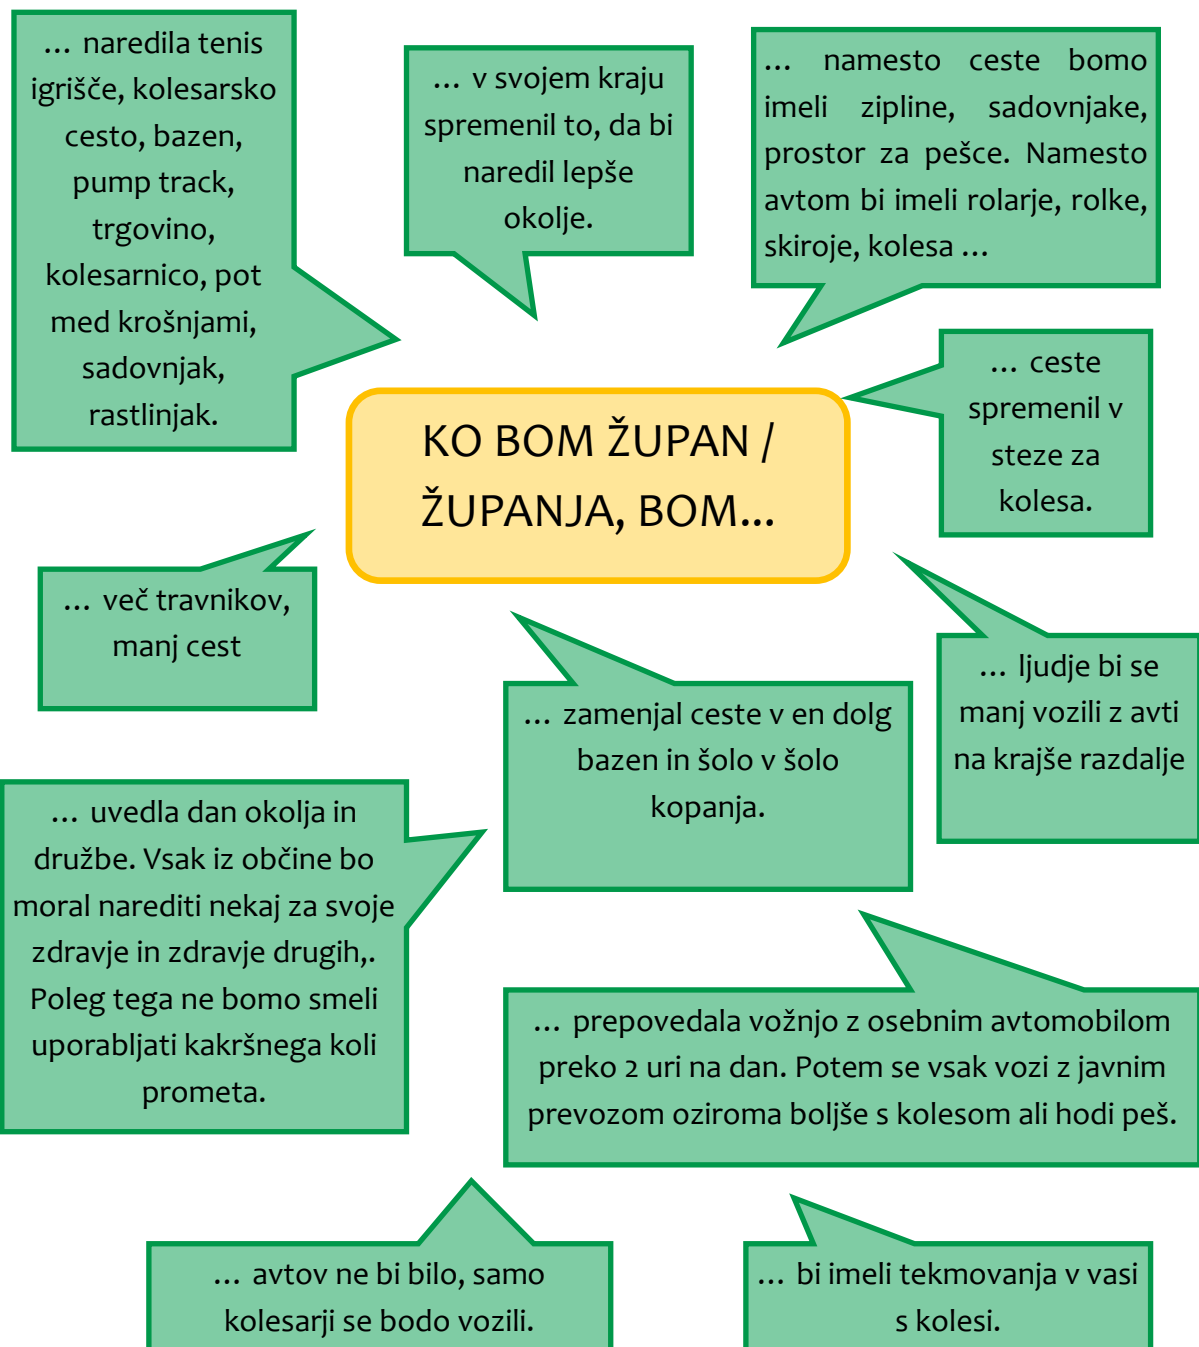 ... naredila tenis
igrišče, kolesarsko
cesto, bazen,
pump track,
trgovino,
kolesarnico, pot
med krošnjami,
sadovnjak,
rastlinjak.
... v svojem kraju
spremenil to, da bi
naredil lepše
okolje.
... namesto ceste bomo
imeli zipline, sadovnjake,
prostor za pešce. Namesto
avtom bi imeli rolarje, rolke,
skiroje, kolesa ...
... ceste
spremenil v
steze za
kolesa.
KO BOM ŽUPAN /
ŽUPANJA, BOM...
... več travnikov,
manj cest
... zamenjal ceste v en dolg
bazen in šolo v šolo
kopanja.
... ljudje bi se
manj vozili z avti
na krajše razdalje
... uvedla dan okolja in
družbe. Vsak iz občine bo
moral narediti nekaj za svoje
zdravje in zdravje drugih,.
Poleg tega ne bomo smeli
uporabljati kakršnega koli
prometa.
... prepovedala vožnjo z osebnim avtomobilom
preko 2 uri na dan. Potem se vsak vozi z javnim
prevozom oziroma boljše s kolesom ali hodi peš.
... avtov ne bi bilo, samo
kolesarji se bodo vozili.
... bi imeli tekmovanja v vasi
s kolesi.